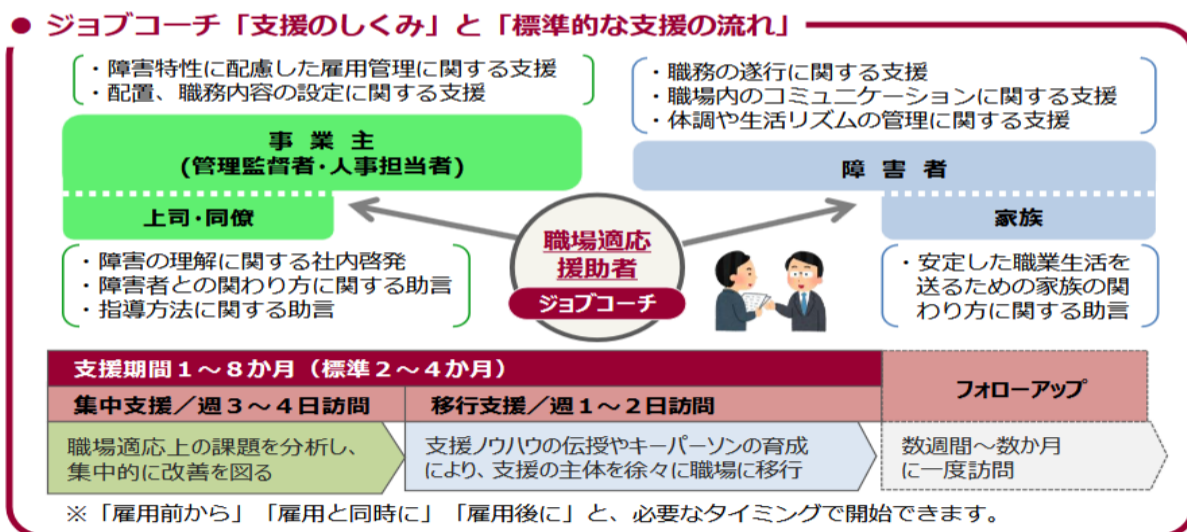 ● ジョブコーチ「支援のしくみ」と「標準的な支援の流れ」
・障害特性に配慮した雇用管理に関する支援
・配置、職務内容の設定に関する支援
事 業 主
(管理監督者・人事担当者)
上司・同僚
・障害の理解に関する社内啓発
・障害者との関わり方に関する助言
・指導方法に関する助言
職場適応
援助者
ジョブコーチ
・職務の遂行に関する支援
・職場内のコミュニケーションに関する支援
・体調や生活リズムの管理に関する支援
障 害 者
家族
・安定した職業生活を
送るための家族の関
わり方に関する助言
支援期間1～8か月（標準2～4か月）
集中支援／週3～4日訪問
職場適応上の課題を分析し、
集中的に改善を図る
移行支援／週1～2日訪問
支援ノウハウの伝授やキーパーソンの育成
により、支援の主体を徐々に職場に移行
フォローアップ
数週間～数か月
に一度訪問
※「雇用前から」「雇用と同時に」「雇用後に」と、必要なタイミングで開始できます。